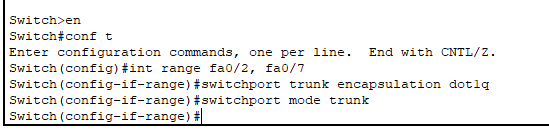 Switch>en
Switch#conf t
Enter configuration commands, one per line.  End with CNTL/Z.
Switch(config)#int range fa0/2, fa0/7
Switch(config-if-range)#switchport trunk encapsulation dot1q
Switch(config-if-range)#switchport mode trunk
Switch(config-if-range)#